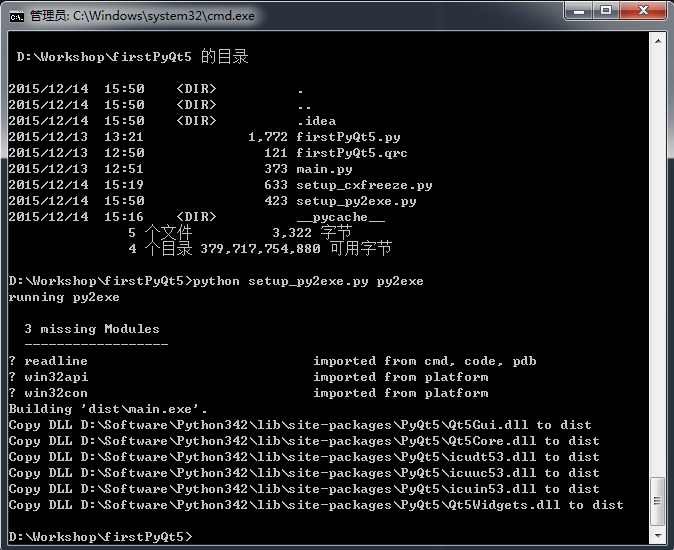 管理员: C:\Windows\system32\cmd.exe
D:\Workshop\firstPyQt5 的目录
2015/12/14  15:50    <DIR>          .
2015/12/14  15:50    <DIR>          ..
2015/12/14  15:50    <DIR>          .idea
2015/12/13  13:21             1,772 firstPyQt5.py
2015/12/13  12:50               121 firstPyQt5.qrc
2015/12/13  12:51               373 main.py
2015/12/14  15:19               633 setup_cxfreeze.py
2015/12/14  15:50               423 setup_py2exe.py
2015/12/14  15:16    <DIR>          __pycache__
5 个文件          3,322 字节
4 个目录 379,717,754,880 可用字节
D:\Workshop\firstPyQt5>python setup_py2exe.py py2exe
running py2exe
3 missing Modules
------------------
? readline                            imported from cmd, code, pdb
? win32api                            imported from platform
? win32con                            imported from platform
Building 'dist\main.exe'.
Copy DLL D:\Software\Python342\lib\site-packages\PyQt5\Qt5Gui.dll to dist
Copy DLL D:\Software\Python342\lib\site-packages\PyQt5\Qt5Core.dll to dist
Copy DLL D:\Software\Python342\lib\site-packages\PyQt5\icudt53.dll to dist
Copy DLL D:\Software\Python342\lib\site-packages\PyQt5\icuuc53.dll to dist
Copy DLL D:\Software\Python342\lib\site-packages\PyQt5\icuin53.dll to dist
Copy DLL D:\Software\Python342\lib\site-packages\PyQt5\Qt5Widgets.dll to dist
D:\Workshop\firstPyQt5>